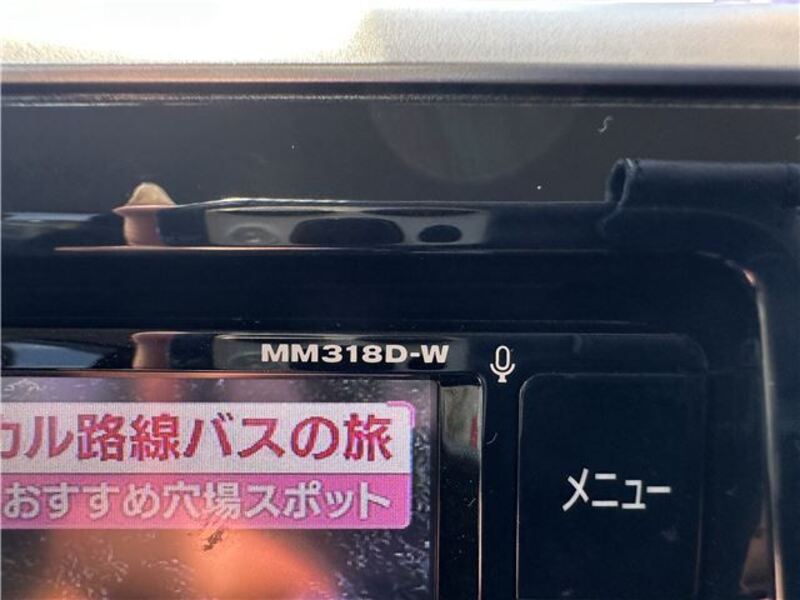 MM318D-W
カル路線バスの旅
おすすめ穴場スポット
メニュー